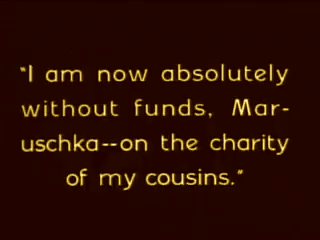 "I am now absolutely
without funds, Mar-
uschka--on the charity
of my cousins."